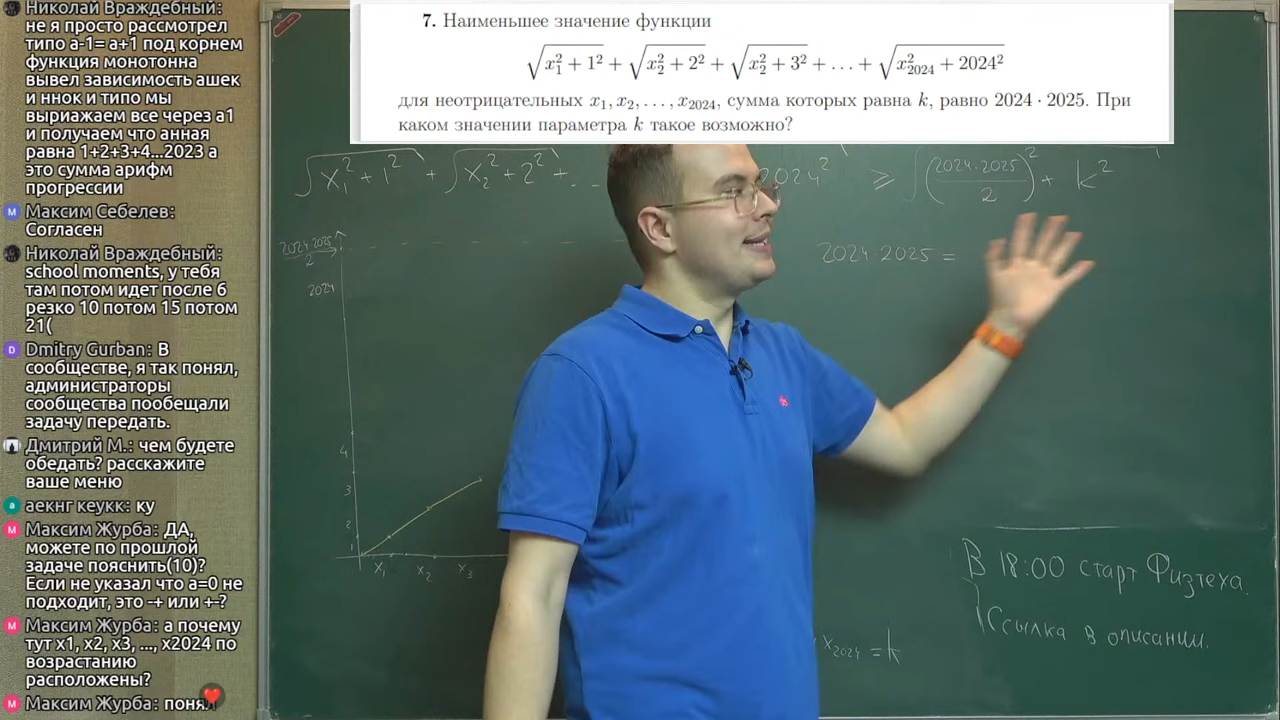 Николай Враждебный:
не я просто рассмотрел
типо a-1= a+1 под корнем
функция монотонна
вывел зависимость ашек
и ннок и типо мы
выриажаем все через а1
и получаем что анная
равна 1+2+3+4...2023 а
это сумма арифм
прогрессии
М Максим Себелев:
Согласен
Николай Враждебный:
school moments, у тебя
там потом идет после 6
резко 10 потом 15 потом
21(
D Dmitry Gurban: В
сообществе, я так понял,
администраторы
сообщества пообещали
задачу передать.
Дмитрий М.: чем будете
обедать? расскажите
ваше меню
а аекнг кеукк: ку
М Максим Журба: ДА,
можете по прошлой
задаче пояснить(10)?
Если не указал что а=0 не
подходит, это -+ или +-?
М Максим Журба: а почему
тут x1, x2, x3, ..., x2024 по
возрастанию
расположены?
М Максим Журба: понял
7. Наименьшее значение функции
√(x₁² + 1²) + √(x₂² + 2²) + √(x₂² + 3²) + ... + √(x₂₀₂₄² + 2024²)
для неотрицательных x₁, x₂, ..., x₂₀₂₄, сумма которых равна k, равно 2024 · 2025. При
каком значении параметра k такое возможно?
√(x₁² + 1²) + √(x₂² + 2²) + ... 2024² ⩾ √((2024·2025/2)² + k²)
2024·2025 =
2024·2025/2
2024
4
3
2
1
x₁ x₂ x₃
x₂₀₂₄ = k
В 18:00 старт Физтеха.
Ссылка в описании.